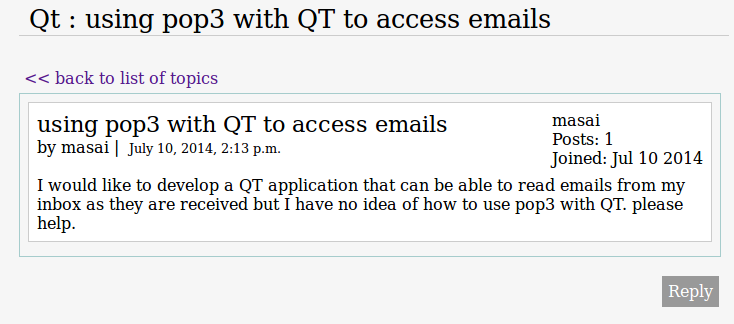 Qt : using pop3 with QT to access emails
<< back to list of topics
using pop3 with QT to access emails
by masai | July 10, 2014, 2:13 p.m.
masai
Posts: 1
Joined: Jul 10 2014
I would like to develop a QT application that can be able to read emails from my
inbox as they are received but I have no idea of how to use pop3 with QT. please
help.
Reply